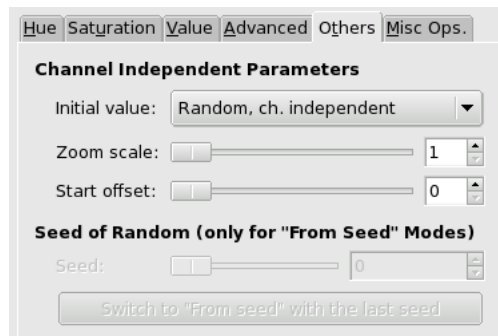 Hue Saturation Value Advanced Others Misc Ops.
Channel Independent Parameters
Initial value: Random, ch. independent
Zoom scale: 1
Start offset: 0
Seed of Random (only for "From Seed" Modes)
Seed: 0
Switch to "From seed" with the last seed